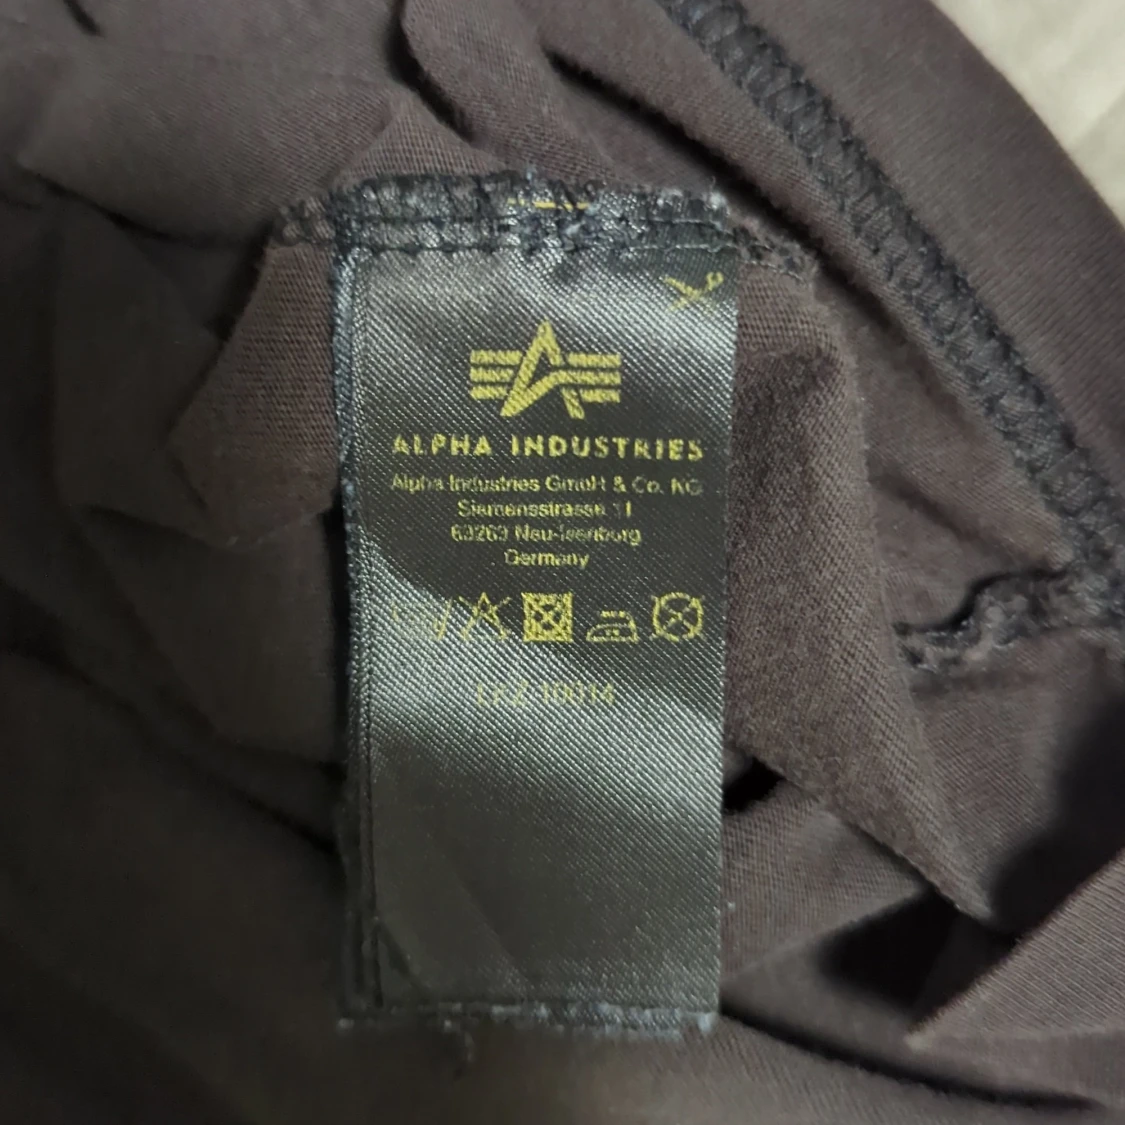 ALPHA INDUSTRIES
Alpha Industries GmbH & Co. KG
Siemensstrasse 11
63263 Neu-Isenburg
Germany